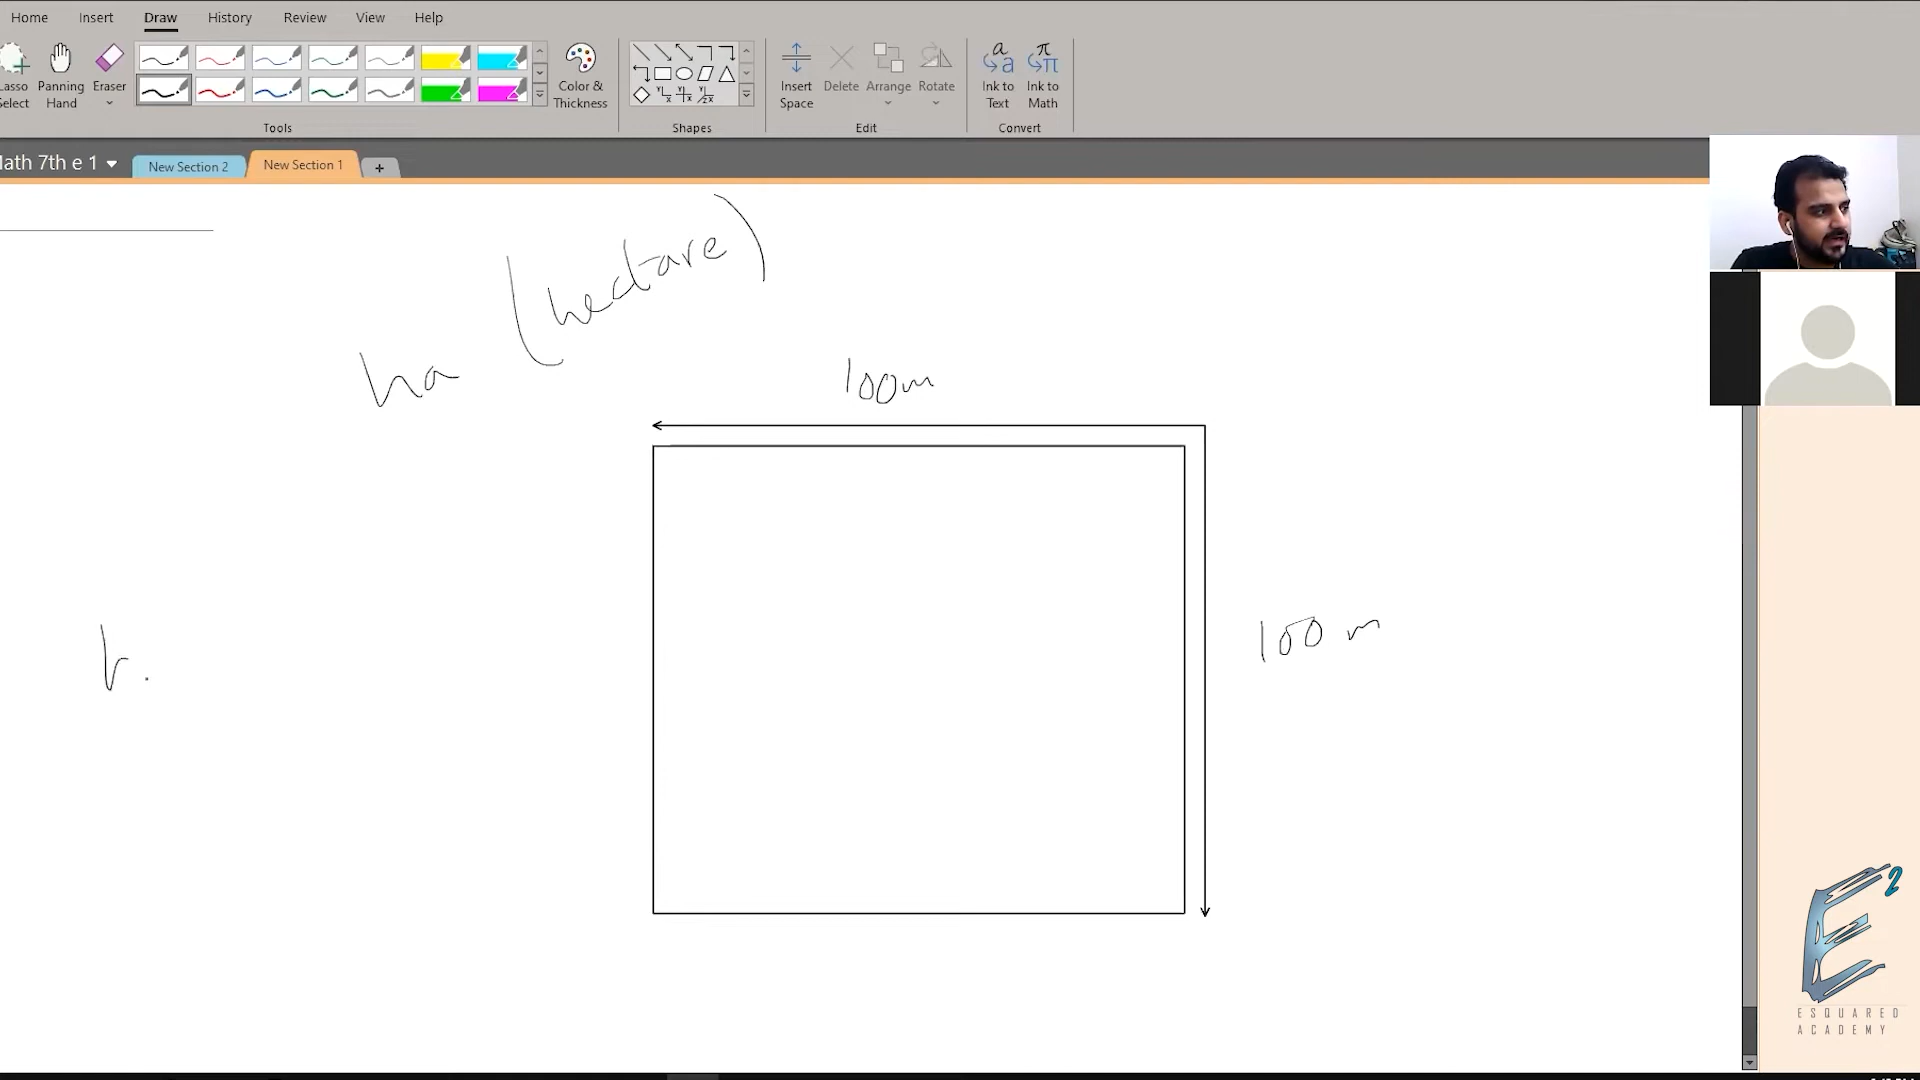 Home Insert Draw History Review View Help
Lasso Select
Panning Hand
Eraser
Color & Thickness
Insert Space
Delete
Arrange
Rotate
Ink to Text
Ink to Math
Tools
Shapes
Edit
Convert
Math 7th e 1
New Section 2
New Section 1
+
ha (hectare)
100m
100 m
E2
ESQUARED
ACADEMY